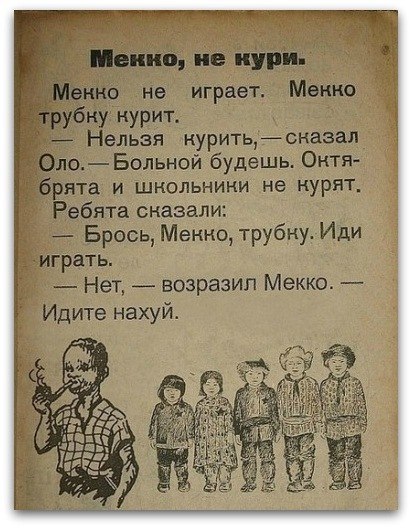 Мекко, не кури.
Мекко не играет. Мекко
трубку курит.
— Нельзя курить,— сказал
Оло.— Больной будешь. Октя-
брята и школьники не курят.
Ребята сказали:
— Брось, Мекко, трубку. Иди
играть.
— Нет, — возразил Мекко. —
Идите нахуй.